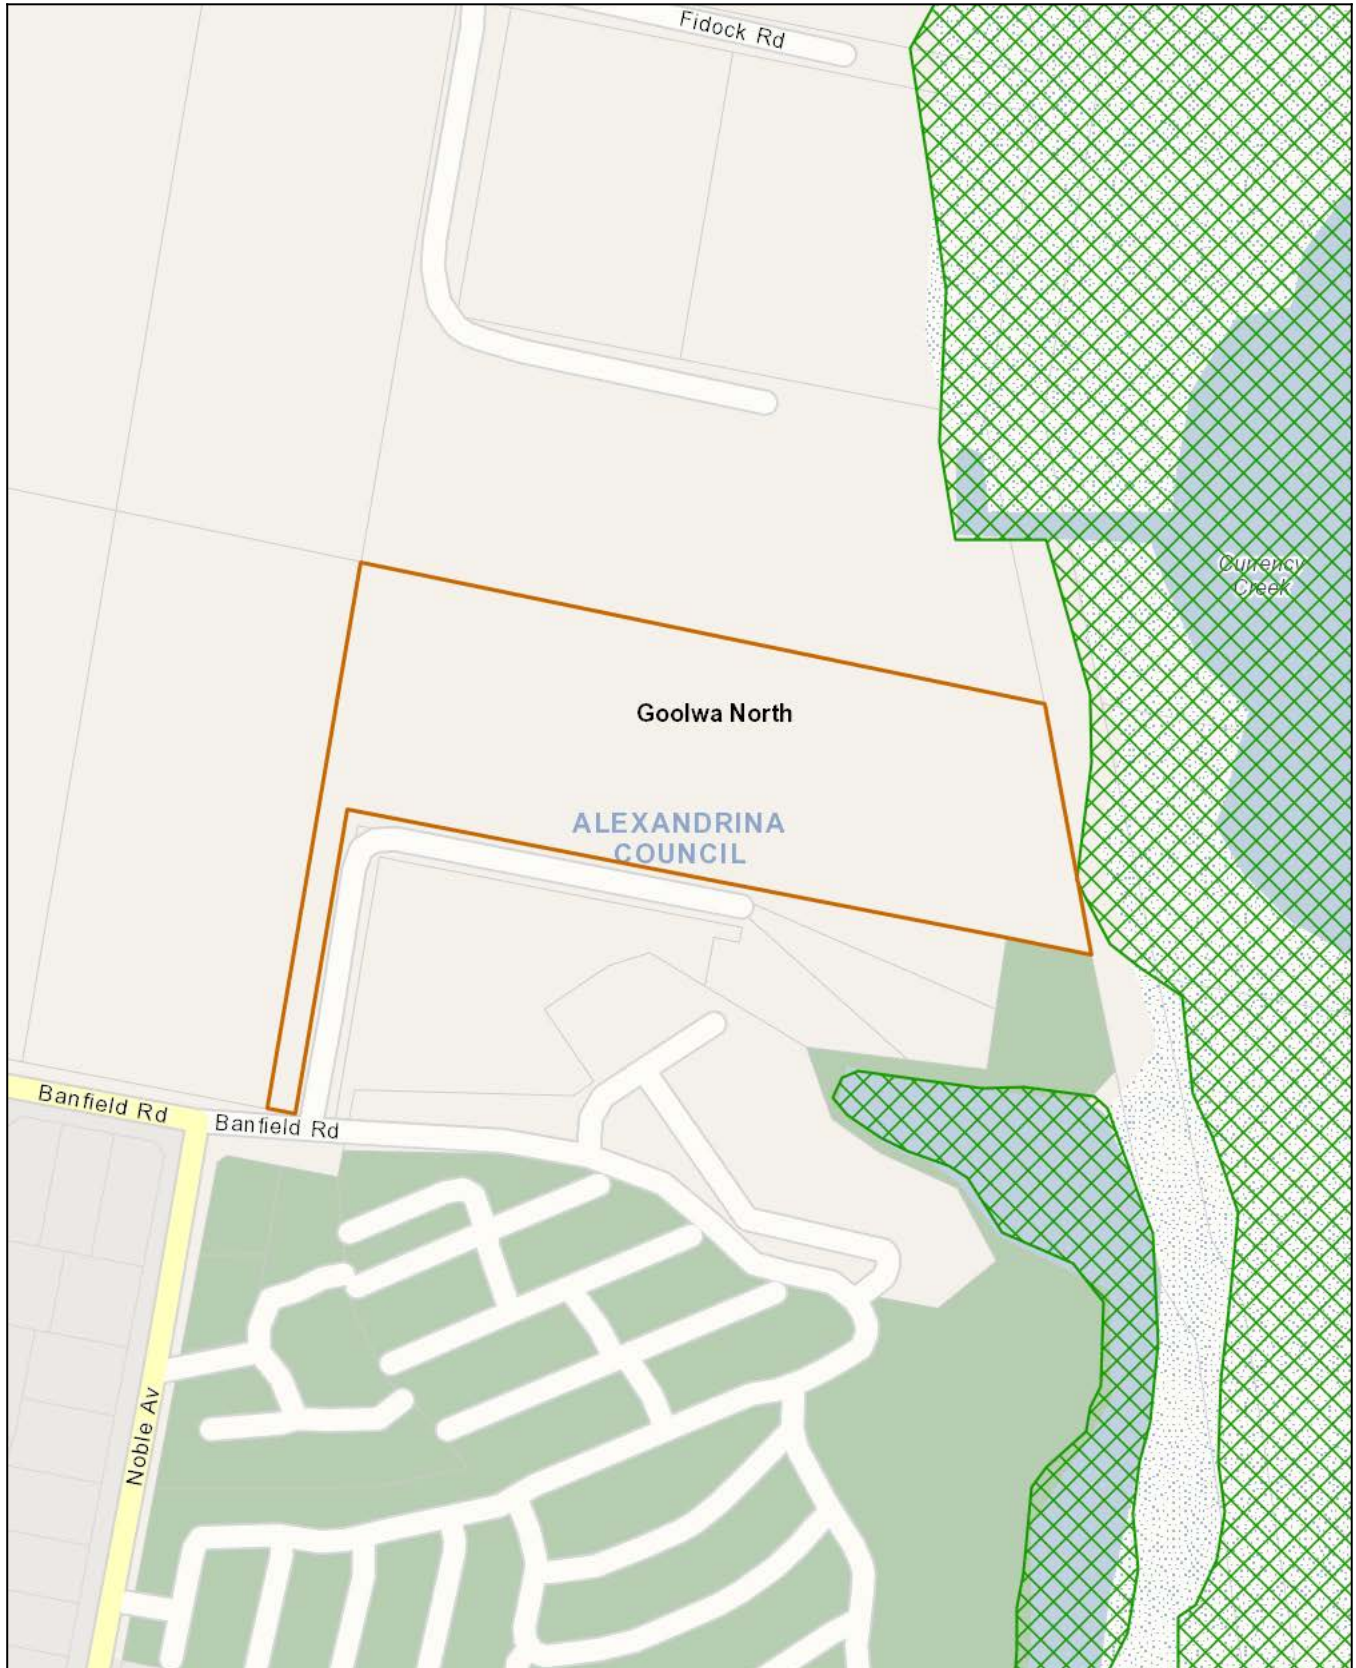 Fidock Rd
Currency
Creek
Goolwa North
ALEXANDRINA
COUNCIL
Banfield Rd
Banfield Rd
Noble Av